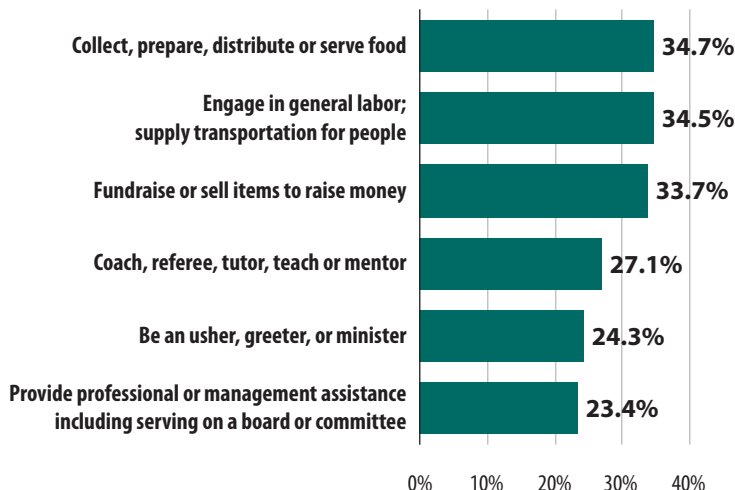 Collect, prepare, distribute or serve food
34.7%
Engage in general labor;
supply transportation for people
34.5%
Fundraise or sell items to raise money
33.7%
Coach, referee, tutor, teach or mentor
27.1%
Be an usher, greeter, or minister
24.3%
Provide professional or management assistance
including serving on a board or committee
23.4%
0% 10% 20% 30% 40%